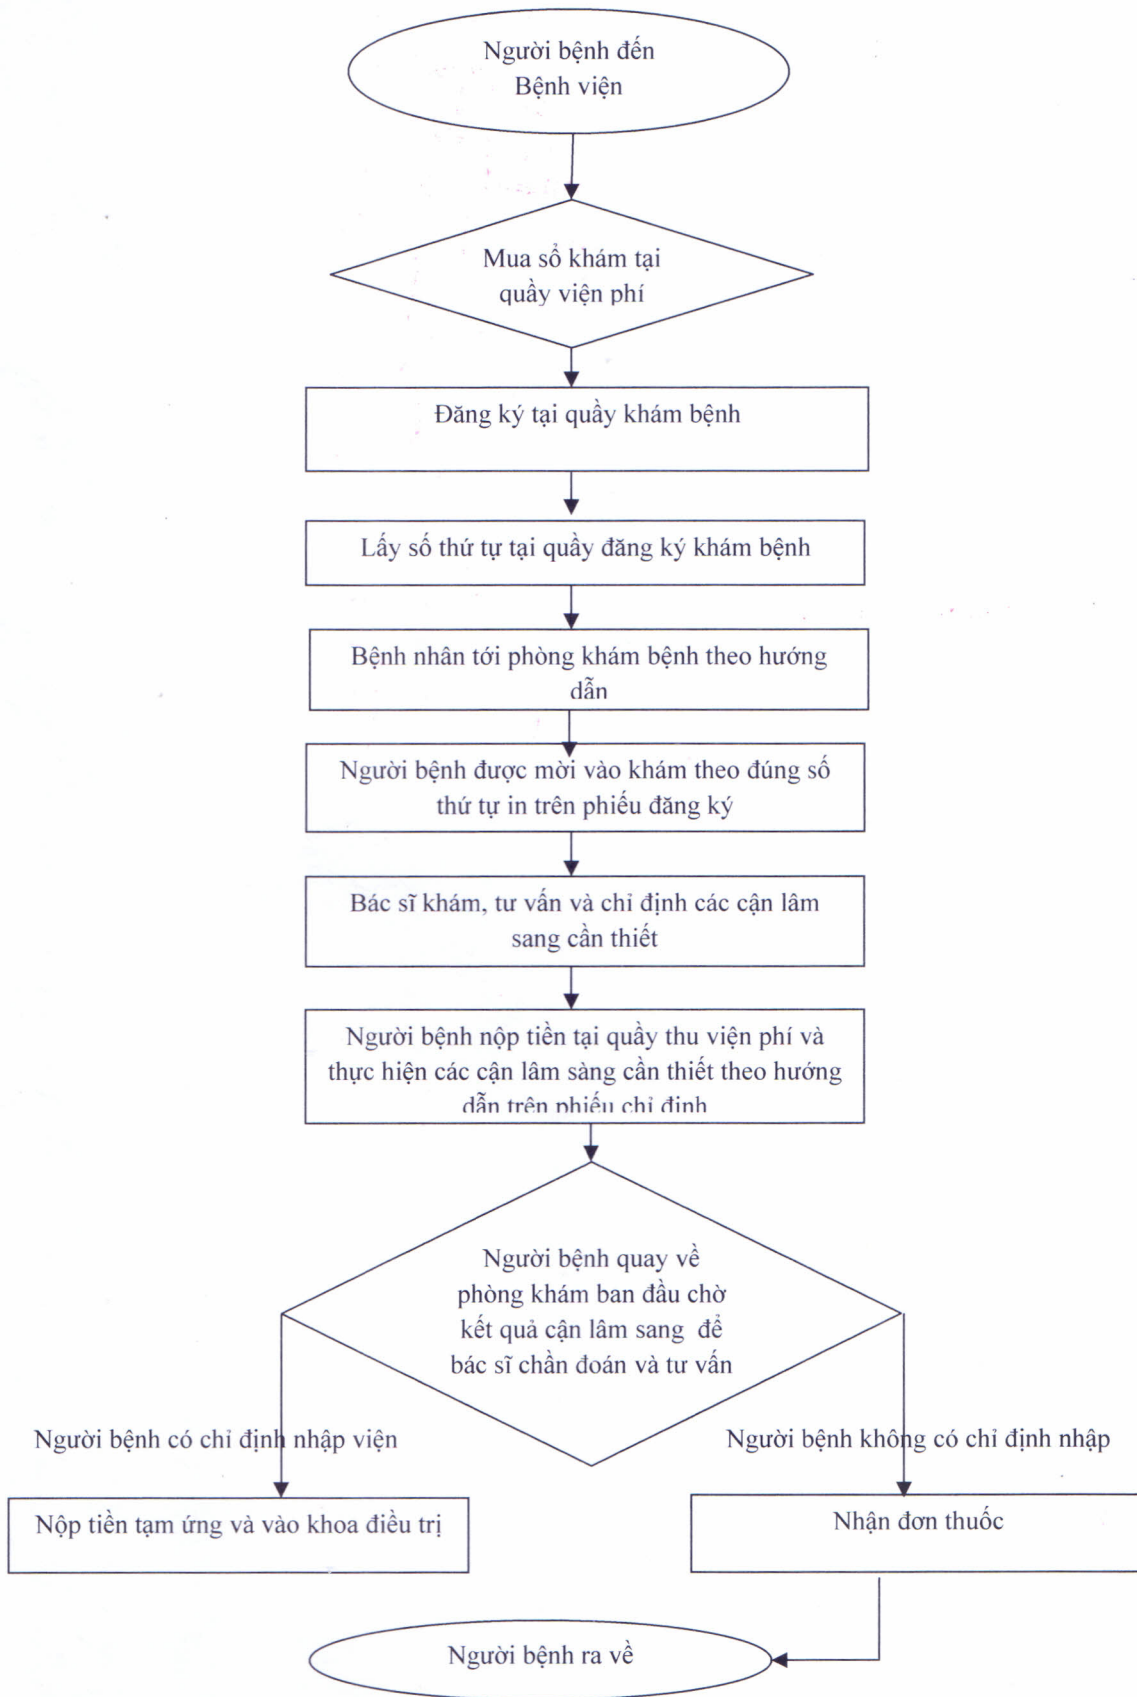 Người bệnh đến
Bệnh viện
Mua sổ khám tại
quầy viện phí
Đăng ký tại quầy khám bệnh
Lấy số thứ tự tại quầy đăng ký khám bệnh
Bệnh nhân tới phòng khám bệnh theo hướng
dẫn
Người bệnh được mời vào khám theo đúng số
thứ tự in trên phiếu đăng ký
Bác sĩ khám, tư vấn và chỉ định các cận lâm
sang cần thiết
Người bệnh nộp tiền tại quầy thu viện phí và
thực hiện các cận lâm sàng cần thiết theo hướng
dẫn trên phiếu chỉ định
Người bệnh quay về
phòng khám ban đầu chờ
kết quả cận lâm sang để
bác sĩ chần đoán và tư vấn
Người bệnh có chỉ định nhập viện
Người bệnh không có chỉ định nhập
Nộp tiền tạm ứng và vào khoa điều trị
Nhận đơn thuốc
Người bệnh ra về